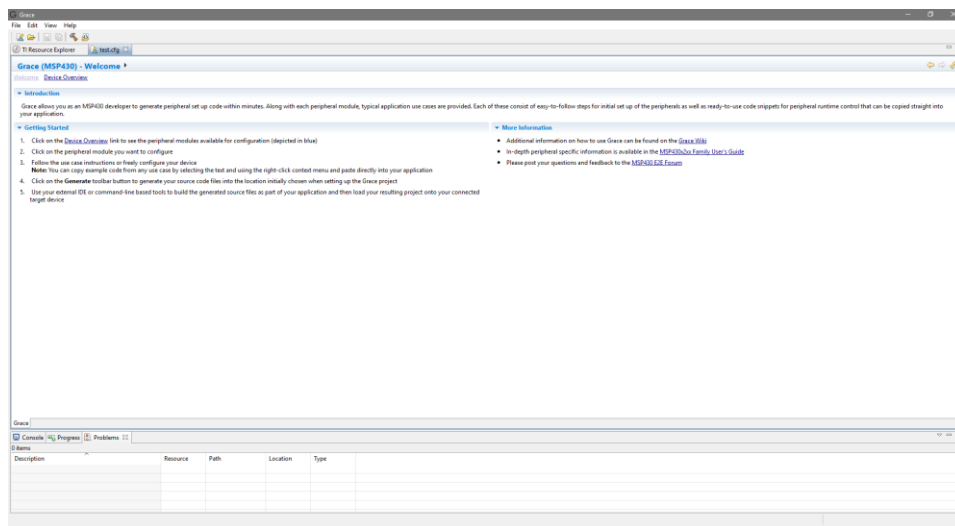 Grace
File Edit View Help
TI Resource Explorer test.cfg
Grace (MSP430) - Welcome
Welcome Device Overview
Introduction
Grace allows you as an MSP430 developer to generate peripheral set up code within minutes. Along with each peripheral module, typical application use cases are provided. Each of these consist of easy-to-follow steps for initial set up of the peripherals as well as ready-to-use code snippets for peripheral runtime control that can be copied straight into
your application.
Getting Started
1. Click on the Device Overview link to see the peripheral modules available for configuration (depicted in blue)
2. Click on the peripheral module you want to configure
3. Follow the use case instructions or freely configure your device
Note: You can copy example code from any use case by selecting the text and using the right-click context menu and paste directly into your application
4. Click on the Generate toolbar button to generate your source code files into the location initially chosen when setting up the Grace project
5. Use your external IDE or command-line based tools to build the generated source files as part of your application and then load your resulting project onto your connected
target device
More Information
• Additional information on how to use Grace can be found on the Grace Wiki
• In-depth peripheral specific information is available in the MSP430x2xx Family User's Guide
• Please post your questions and feedback to the MSP430 E2E Forum
Grace
Console Progress Problems
0 items
Description Resource Path Location Type